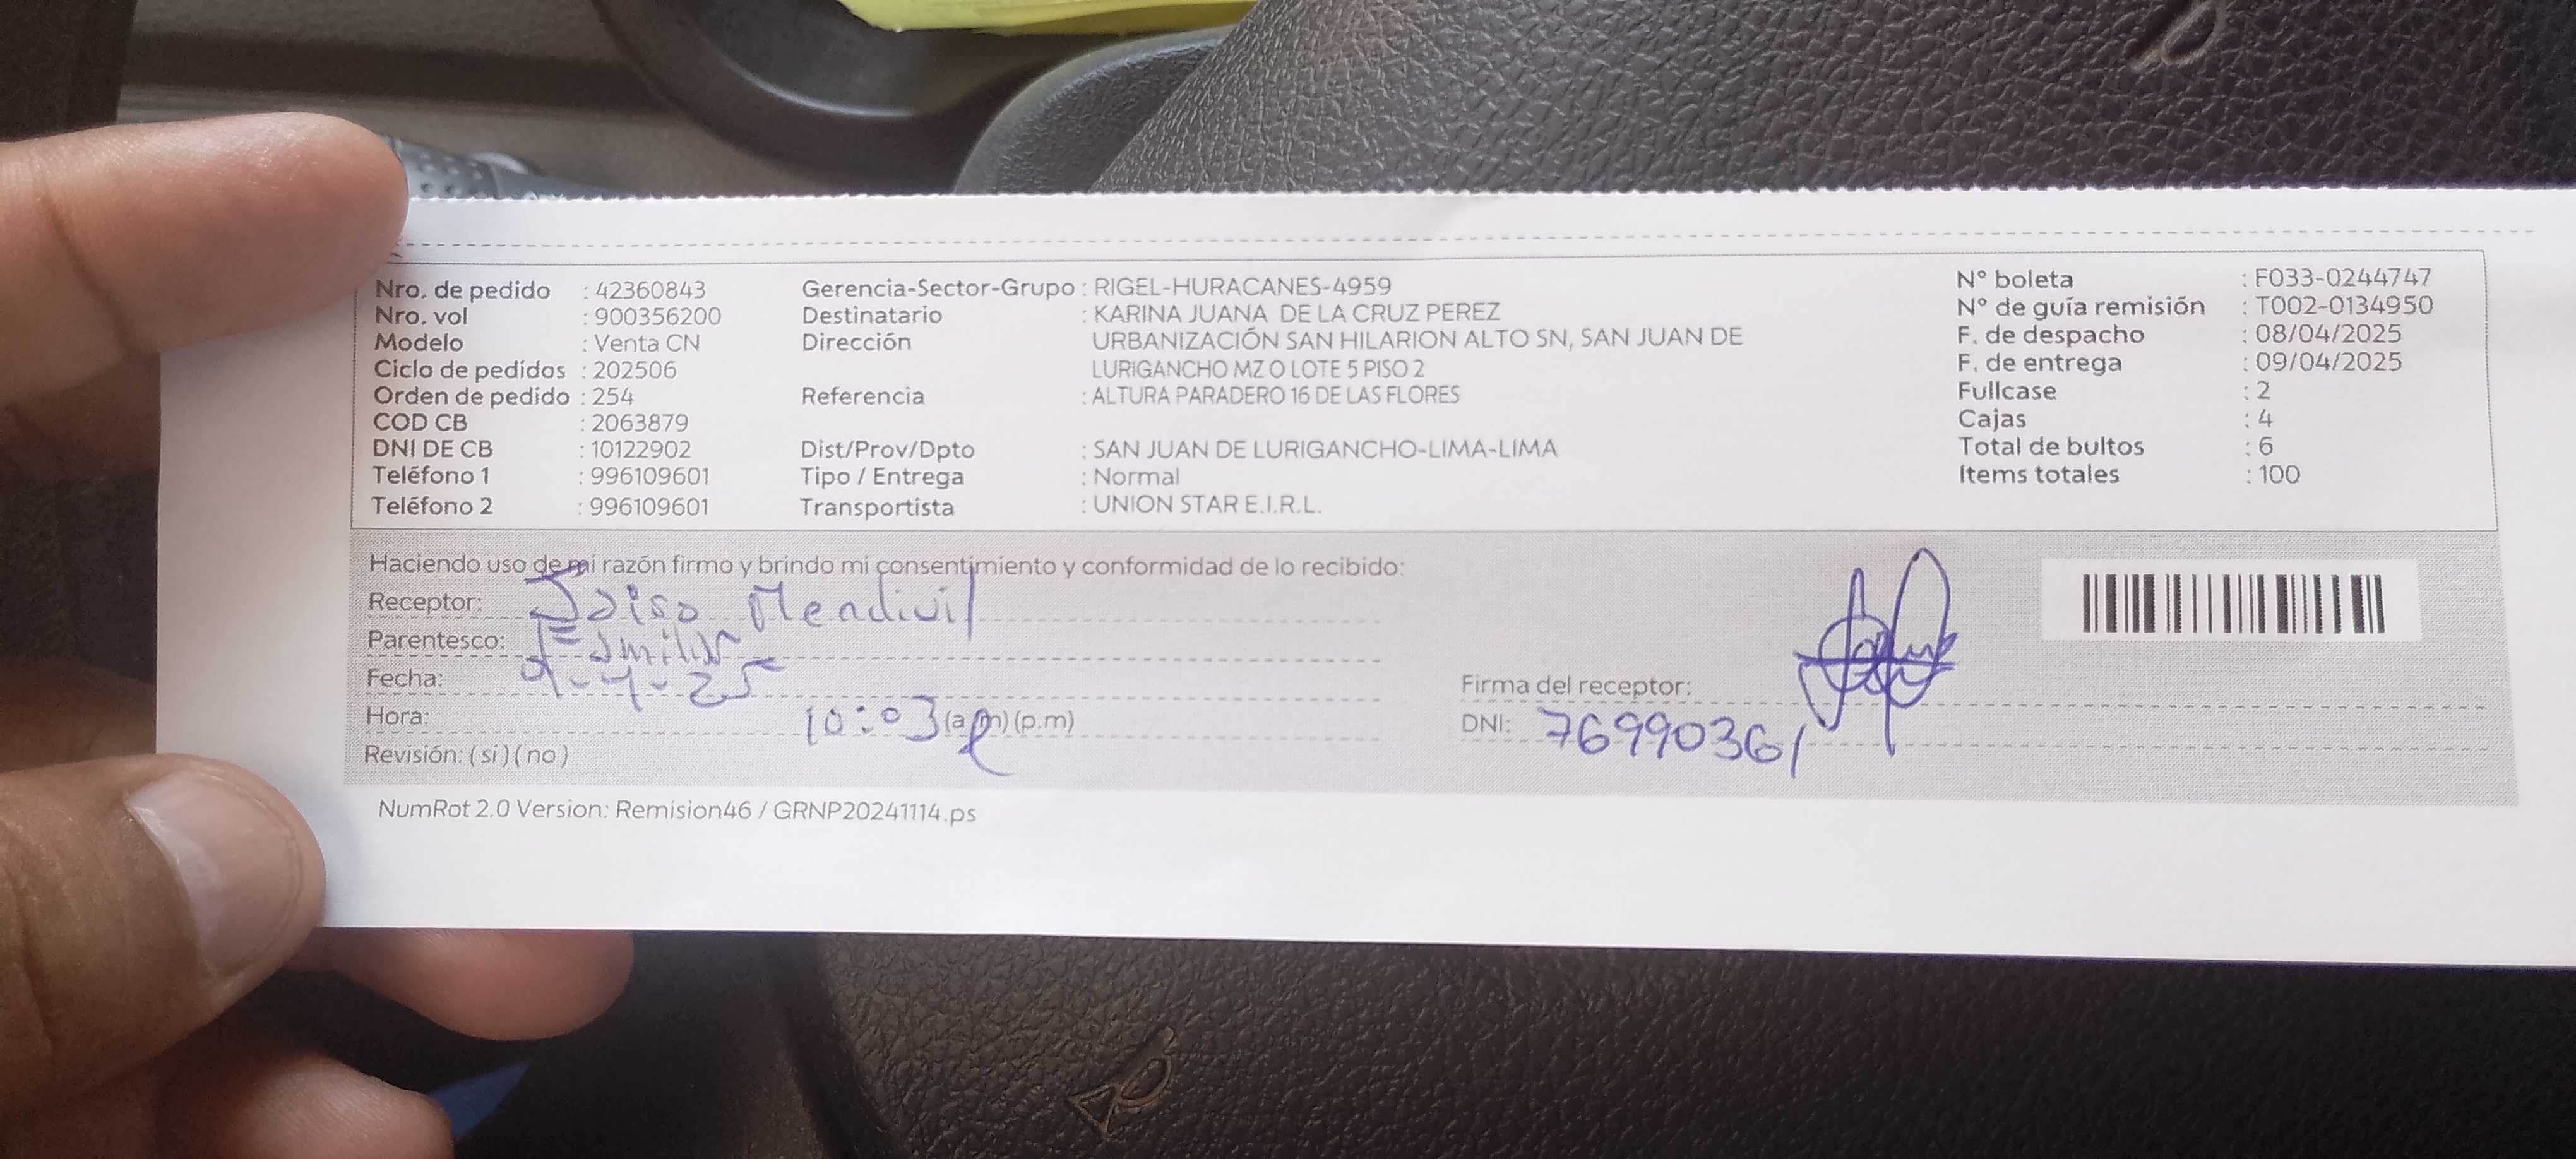 Nro. de pedido : 42360843 Gerencia-Sector-Grupo : RIGEL-HURACANES-4959 N° boleta : F033-0244747
Nro. vol : 900356200 Destinatario : KARINA JUANA DE LA CRUZ PEREZ N° de guía remisión : T002-0134950
Modelo : Venta CN Dirección URBANIZACIÓN SAN HILARION ALTO SN, SAN JUAN DE F. de despacho : 08/04/2025
Ciclo de pedidos : 202506 LURIGANCHO MZ O LOTE 5 PISO 2 F. de entrega : 09/04/2025
Orden de pedido : 254 Referencia : ALTURA PARADERO 16 DE LAS FLORES Fullcase : 2
COD CB : 2063879 Cajas : 4
DNI DE CB : 10122902 Dist/Prov/Dpto : SAN JUAN DE LURIGANCHO-LIMA-LIMA Total de bultos : 6
Teléfono 1 : 996109601 Tipo / Entrega : Normal Items totales : 100
Teléfono 2 : 996109601 Transportista : UNION STAR E.I.R.L.
Haciendo uso de mi razón firmo y brindo mi consentimiento y conformidad de lo recibido:
Receptor: Mendivil
Parentesco: Familiar
Fecha: 9-4-25 Firma del receptor:
Hora: 10:03 (a.m) (p.m) DNI: 76990361
Revisión: ( si ) ( no )
NumRot 2.0 Version: Remision46 / GRNP20241114.ps